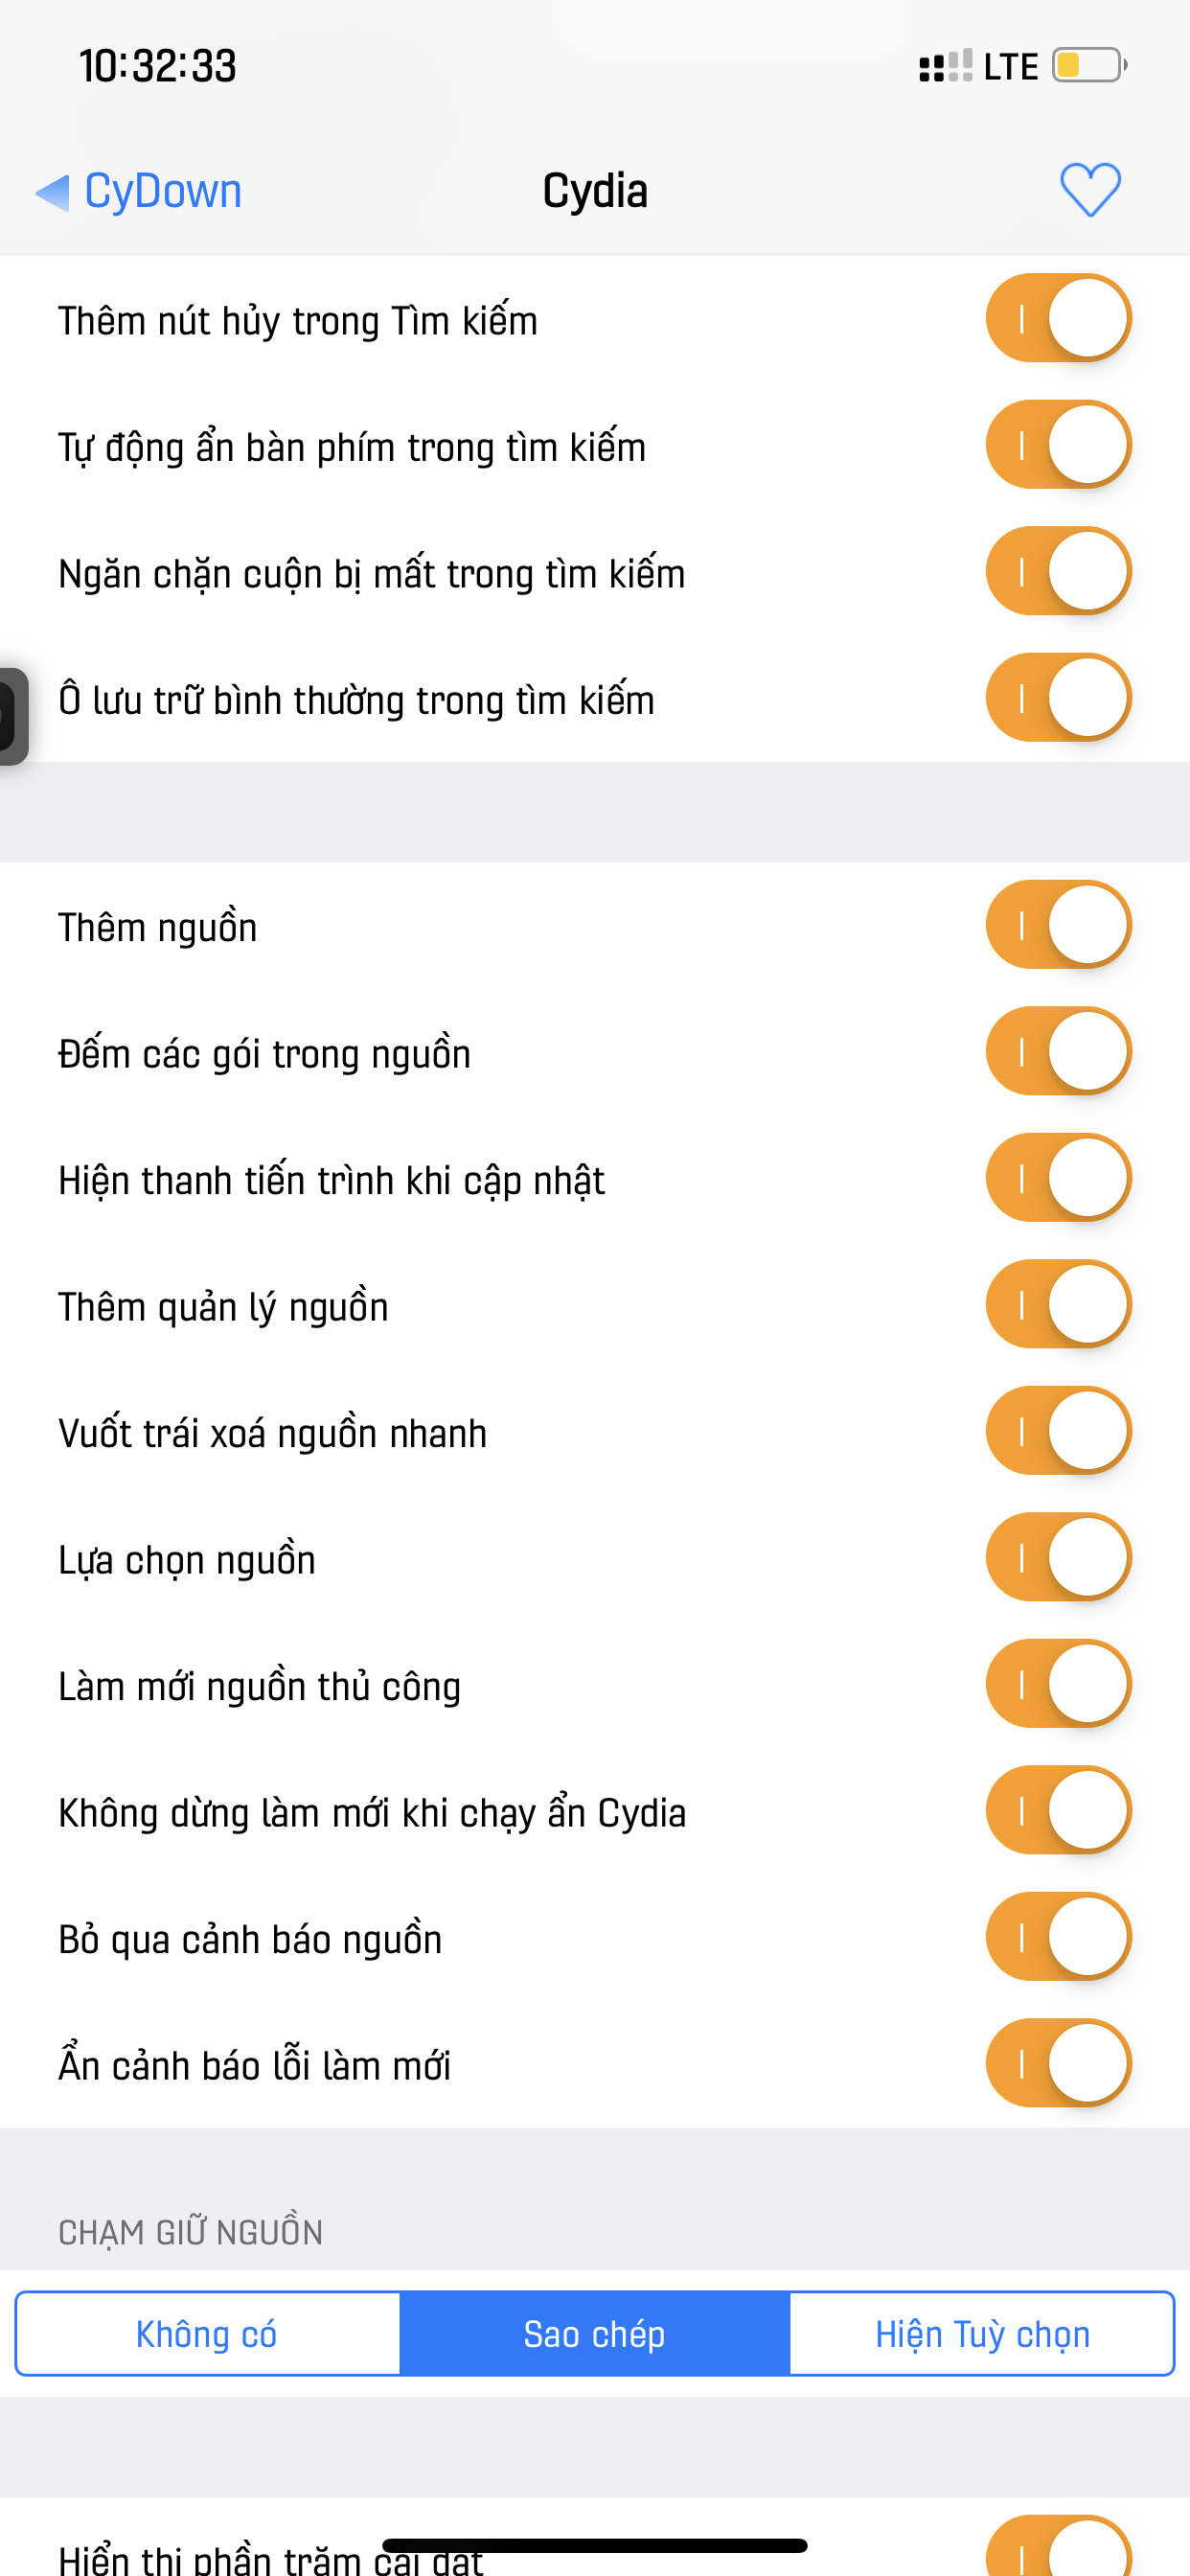 10:32:33
LTE
CyDown
Cydia
Thêm nút hủy trong Tìm kiếm
Tự động ẩn bàn phím trong tìm kiếm
Ngăn chặn cuộn bị mất trong tìm kiếm
Ô lưu trữ bình thường trong tìm kiếm
Thêm nguồn
Đếm các gói trong nguồn
Hiện thanh tiến trình khi cập nhật
Thêm quản lý nguồn
Vuốt trái xoá nguồn nhanh
Lựa chọn nguồn
Làm mới nguồn thủ công
Không dừng làm mới khi chạy ẩn Cydia
Bỏ qua cảnh báo nguồn
Ẩn cảnh báo lỗi làm mới
CHẠM GIỮ NGUỒN
Không có
Sao chép
Hiện Tuỳ chọn
Hiển thị phần trăm cài đặt